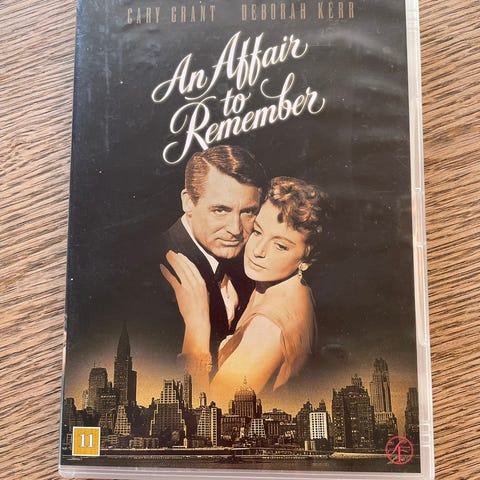 CARY GRANT DEBORAH KERR
An Affair
to
Remember
11